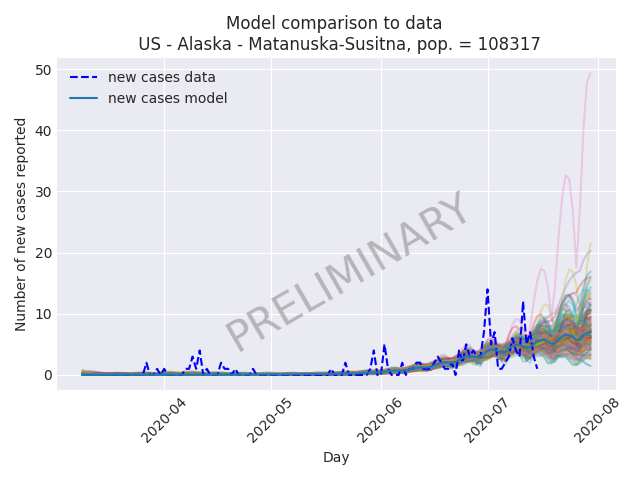 Model comparison to data
US - Alaska - Matanuska-Susitna, pop. = 108317
50
40
30
20
10
0
Number of new cases reported
new cases data
new cases model
PRELIMINARY
2020-04
2020-05
2020-06
2020-07
2020-08
Day